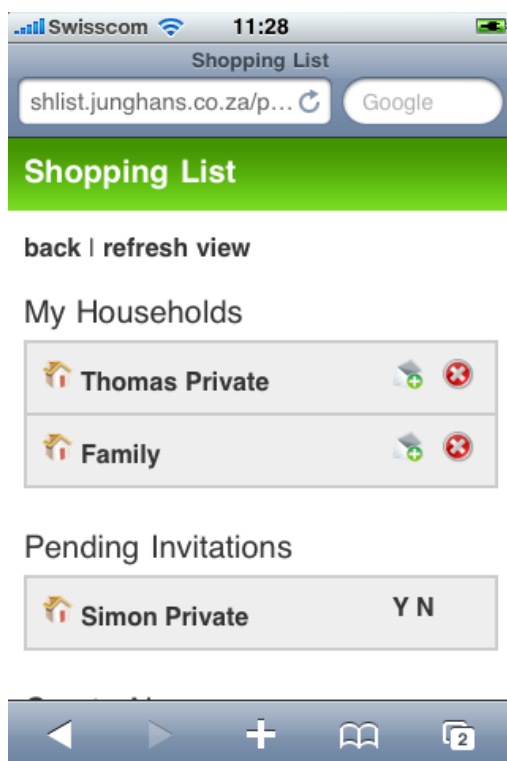 Swisscom 11:28
Shopping List
shlist.junghans.co.za/p... Google
Shopping List
back | refresh view
My Households
Thomas Private
Family
Pending Invitations
Simon Private Y N
2